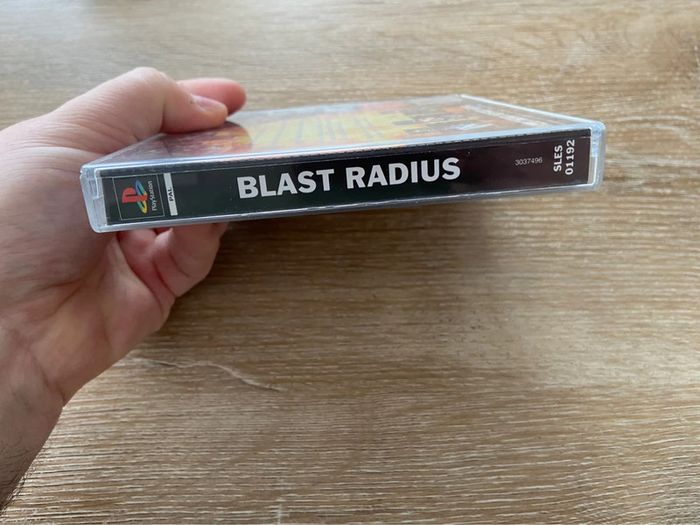 PlayStation
PAL
BLAST RADIUS
3037496
SLES
01192